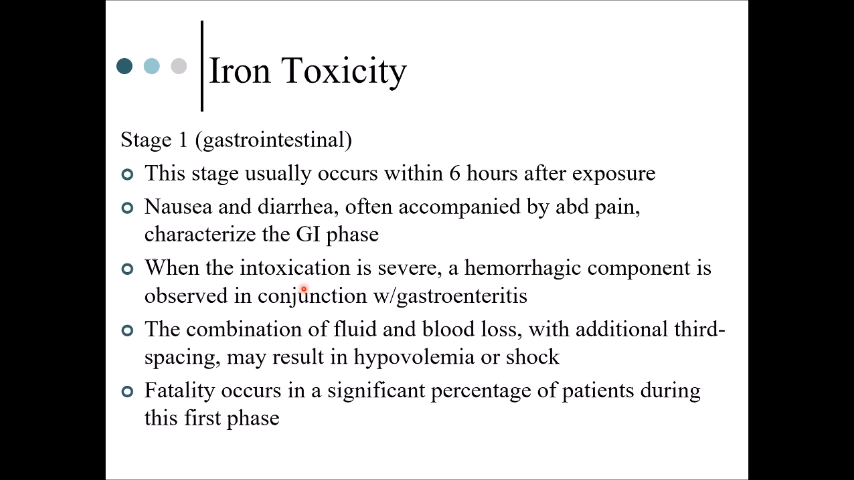 Iron Toxicity
Stage 1 (gastrointestinal)
This stage usually occurs within 6 hours after exposure
Nausea and diarrhea, often accompanied by abd pain,
characterize the GI phase
When the intoxication is severe, a hemorrhagic component is
observed in conjunction w/gastroenteritis
The combination of fluid and blood loss, with additional third-
spacing, may result in hypovolemia or shock
Fatality occurs in a significant percentage of patients during
this first phase